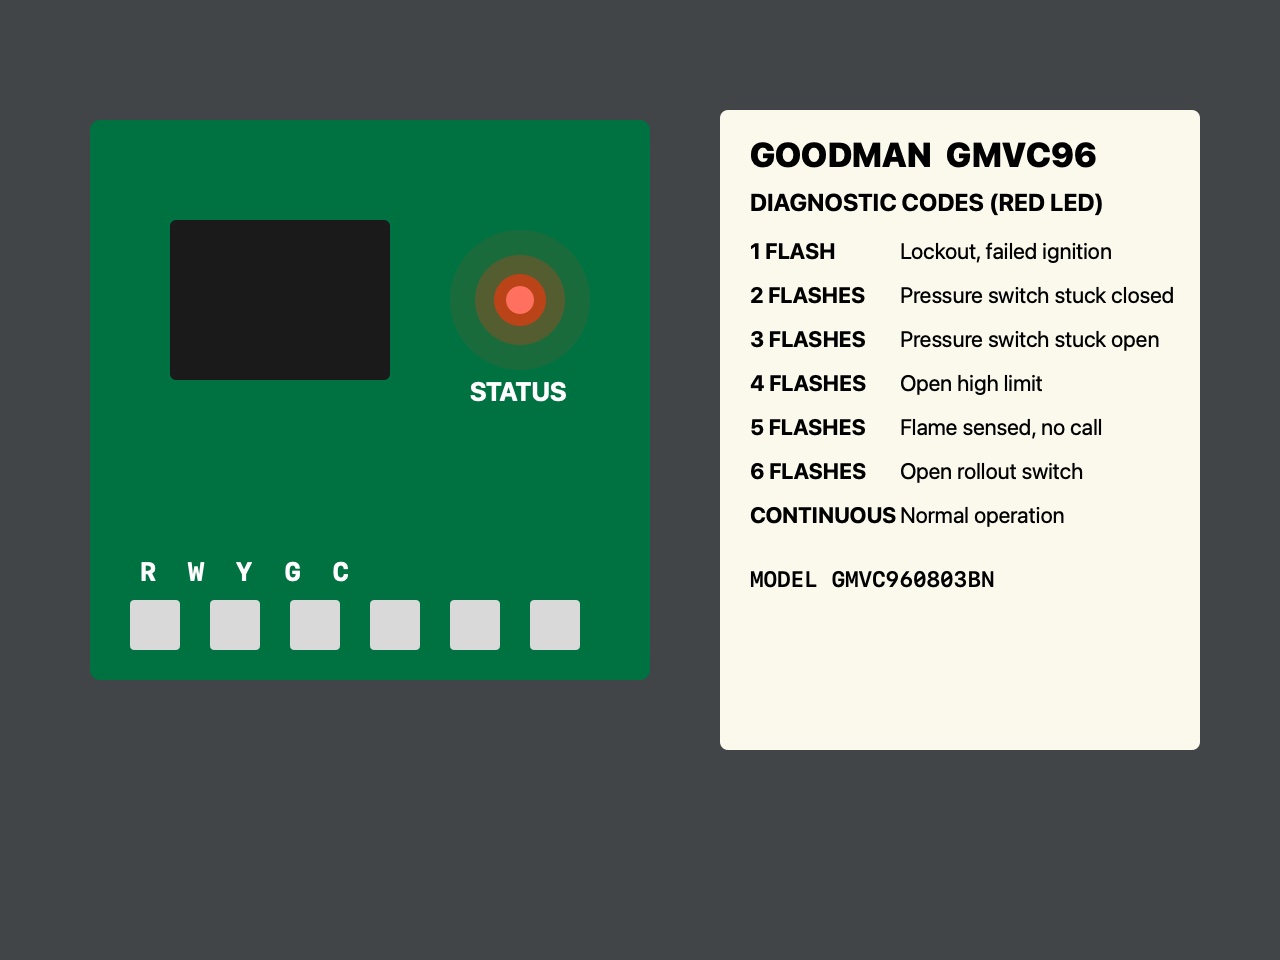 STATUS
R W Y G C
GOODMAN GMVC96
DIAGNOSTIC CODES (RED LED)
1 FLASH Lockout, failed ignition
2 FLASHES Pressure switch stuck closed
3 FLASHES Pressure switch stuck open
4 FLASHES Open high limit
5 FLASHES Flame sensed, no call
6 FLASHES Open rollout switch
CONTINUOUS Normal operation
MODEL GMVC960803BN